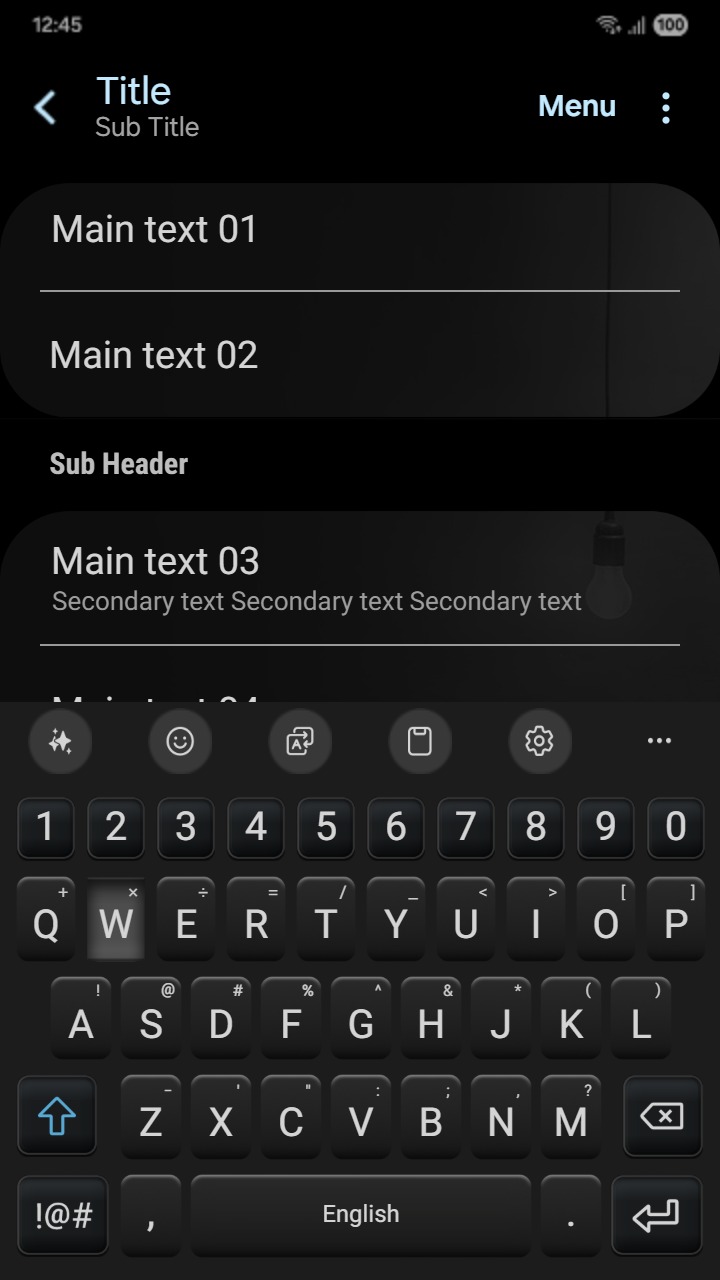 12:45
100
Title
Sub Title
Menu
Main text 01
Main text 02
Sub Header
Main text 03
Secondary text Secondary text Secondary text
1 2 3 4 5 6 7 8 9 0
+ × ÷ = / _ < > [ ]
Q W E R T Y U I O P
! @ # % ^ & * ( )
A S D F G H J K L
- ' " : ; , ?
Z X C V B N M
!@# , English .